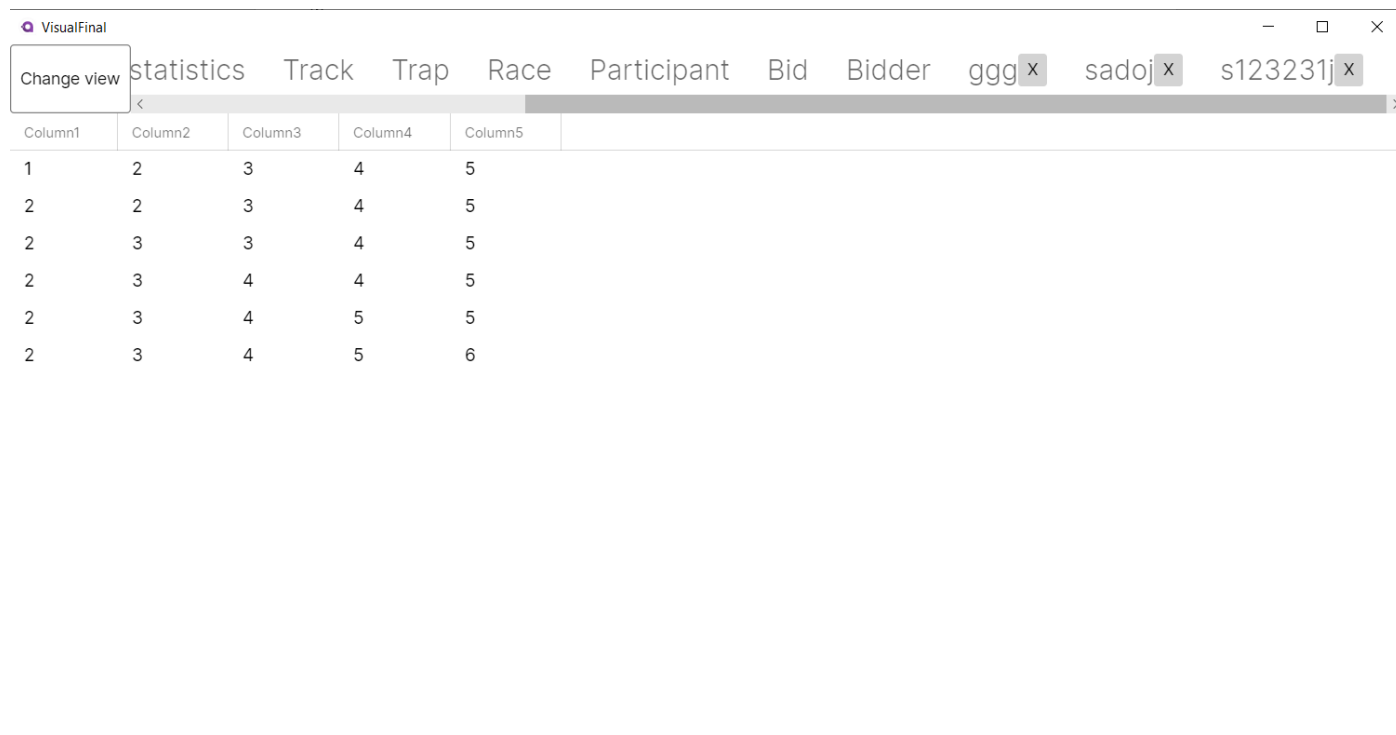 VisualFinal
Change view statistics Track Trap Race Participant Bid Bidder ggg X sadoj X s123231j X
Column1 Column2 Column3 Column4 Column5
1 2 3 4 5
2 2 3 4 5
2 3 3 4 5
2 3 4 4 5
2 3 4 5 5
2 3 4 5 6